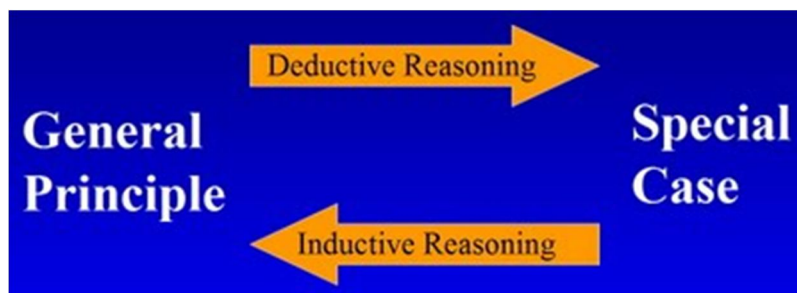 Deductive Reasoning
General
Principle
Special
Case
Inductive Reasoning